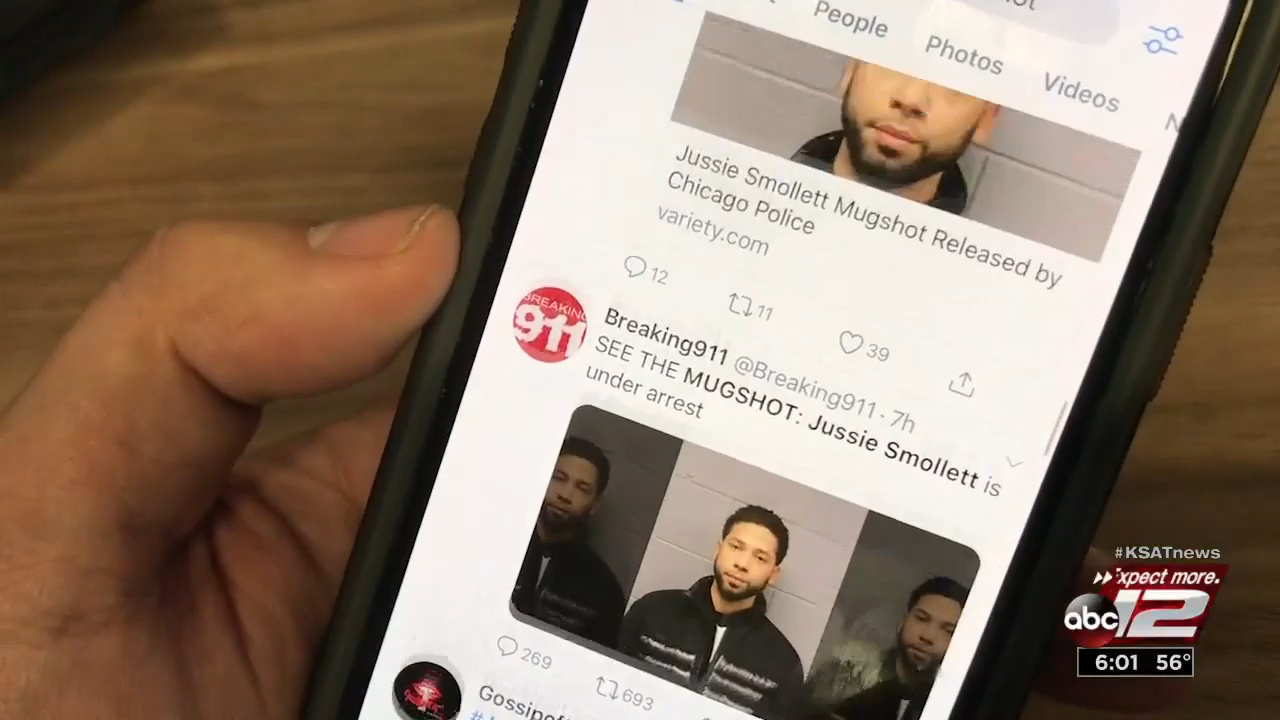 People
Photos
Videos
Jussie Smollett Mugshot Released by
Chicago Police
variety.com
12
11
39
BREAKING
911
Breaking911 @Breaking911 · 7h
SEE THE MUGSHOT: Jussie Smollett is
under arrest
269
693
#KSATnews
expect more.
abc
12
6:01 56°